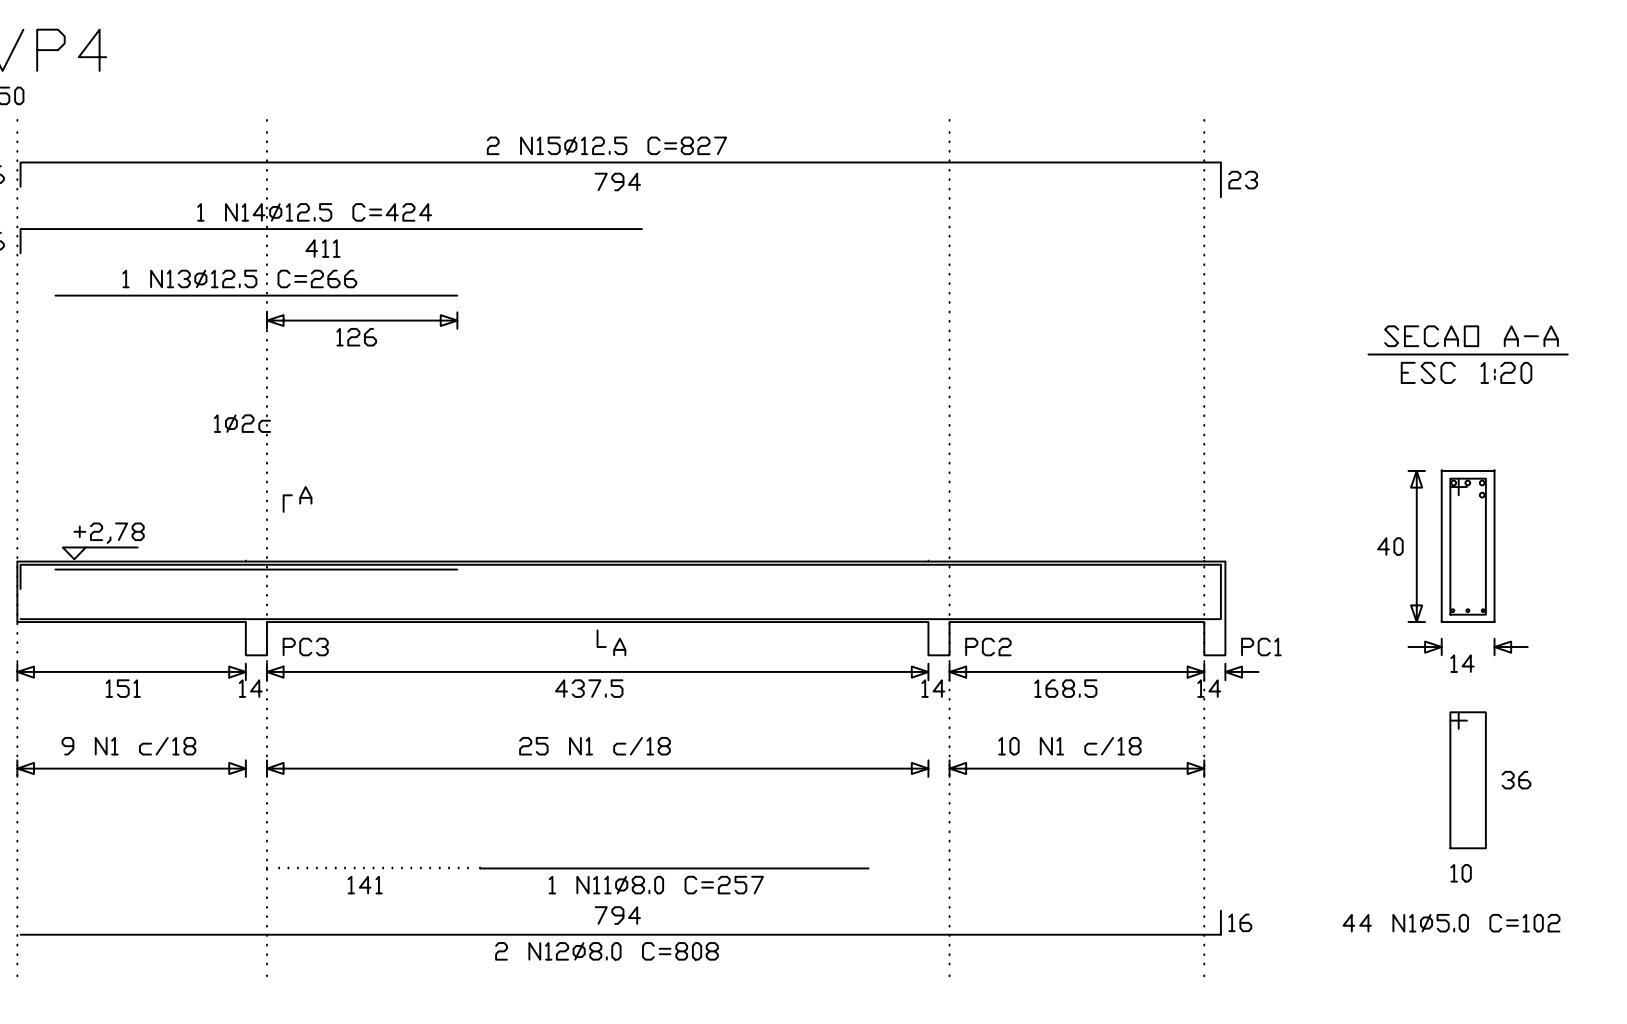 VP4
50
2 N15ø12.5 C=827
794
23
1 N14ø12.5 C=424
411
1 N13ø12.5 C=266
126
SECAO A-A
ESC 1:20
1ø2c
A
+2,78
40
PC3
A
PC2
PC1
14
151
14
437.5
14
168.5
14
9 N1 c/18
25 N1 c/18
10 N1 c/18
36
141
1 N11ø8.0 C=257
10
794
16
44 N1ø5.0 C=102
2 N12ø8.0 C=808